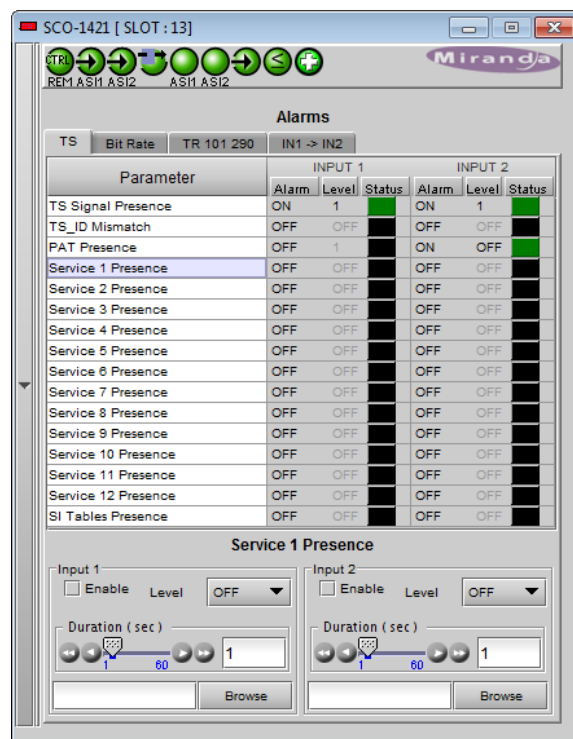 SCO-1421 [ SLOT : 13]
CTRL
REM ASI1 ASI2 ASI1 ASI2
Miranda
Alarms
TS Bit Rate TR 101 290 IN1 -> IN2
Parameter INPUT 1 INPUT 2
Alarm Level Status Alarm Level Status
TS Signal Presence ON 1 ON 1
TS_ID Mismatch OFF OFF OFF OFF
PAT Presence OFF 1 ON OFF
Service 1 Presence OFF OFF OFF OFF
Service 2 Presence OFF OFF OFF OFF
Service 3 Presence OFF OFF OFF OFF
Service 4 Presence OFF OFF OFF OFF
Service 5 Presence OFF OFF OFF OFF
Service 6 Presence OFF OFF OFF OFF
Service 7 Presence OFF OFF OFF OFF
Service 8 Presence OFF OFF OFF OFF
Service 9 Presence OFF OFF OFF OFF
Service 10 Presence OFF OFF OFF OFF
Service 11 Presence OFF OFF OFF OFF
Service 12 Presence OFF OFF OFF OFF
SI Tables Presence OFF OFF OFF OFF
Service 1 Presence
Input 1 Input 2
Enable Level OFF Enable Level OFF
Duration ( sec ) Duration ( sec )
1 60 1 1 60 1
Browse Browse